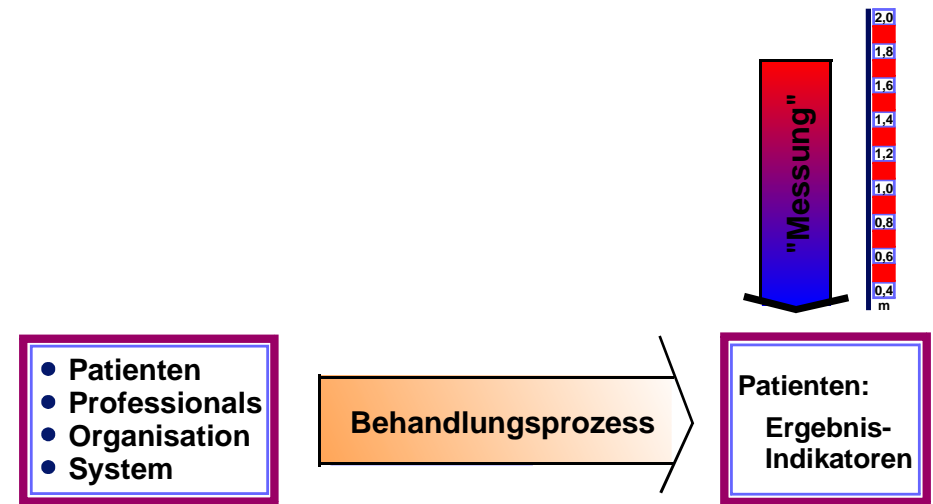 2,0
1,8
1,6
1,4
1,2
1,0
0,8
0,6
0,4
m
"Messung"
Patienten
Professionals
Organisation
System
Behandlungsprozess
Patienten:
Ergebnis-
Indikatoren